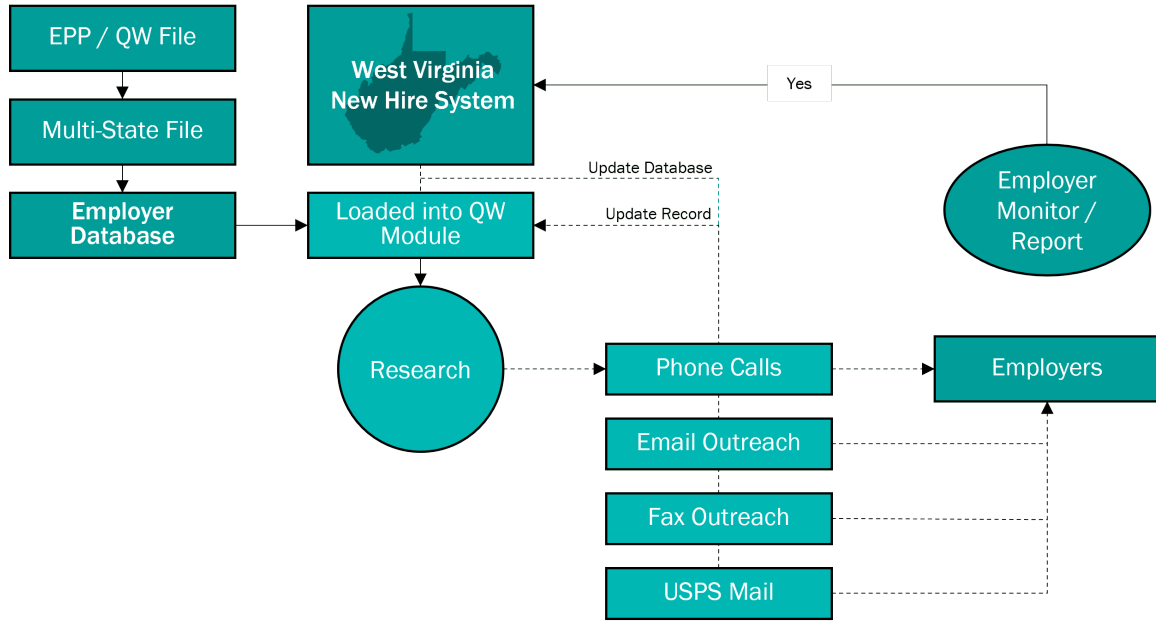 EPP / QW File
Multi-State File
Employer
Database
West Virginia
New Hire System
Yes
Update Database
Loaded into QW
Module
Update Record
Employer
Monitor /
Report
Research
Phone Calls
Employers
Email Outreach
Fax Outreach
USPS Mail